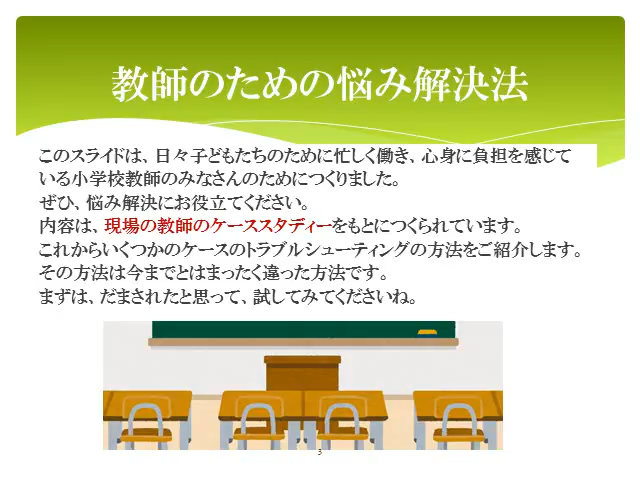 教師のための悩み解決法
このスライドは、日々子どもたちのために忙しく働き、心身に負担を感じて
いる小学校教師のみなさんのためにつくりました。
ぜひ、悩み解決にお役立てください。
内容は、現場の教師のケーススタディーをもとにつくられています。
これからいくつかのケースのトラブルシューティングの方法をご紹介します。
その方法は今までとはまったく違った方法です。
まずは、だまされたと思って、試してみてくださいね。
3